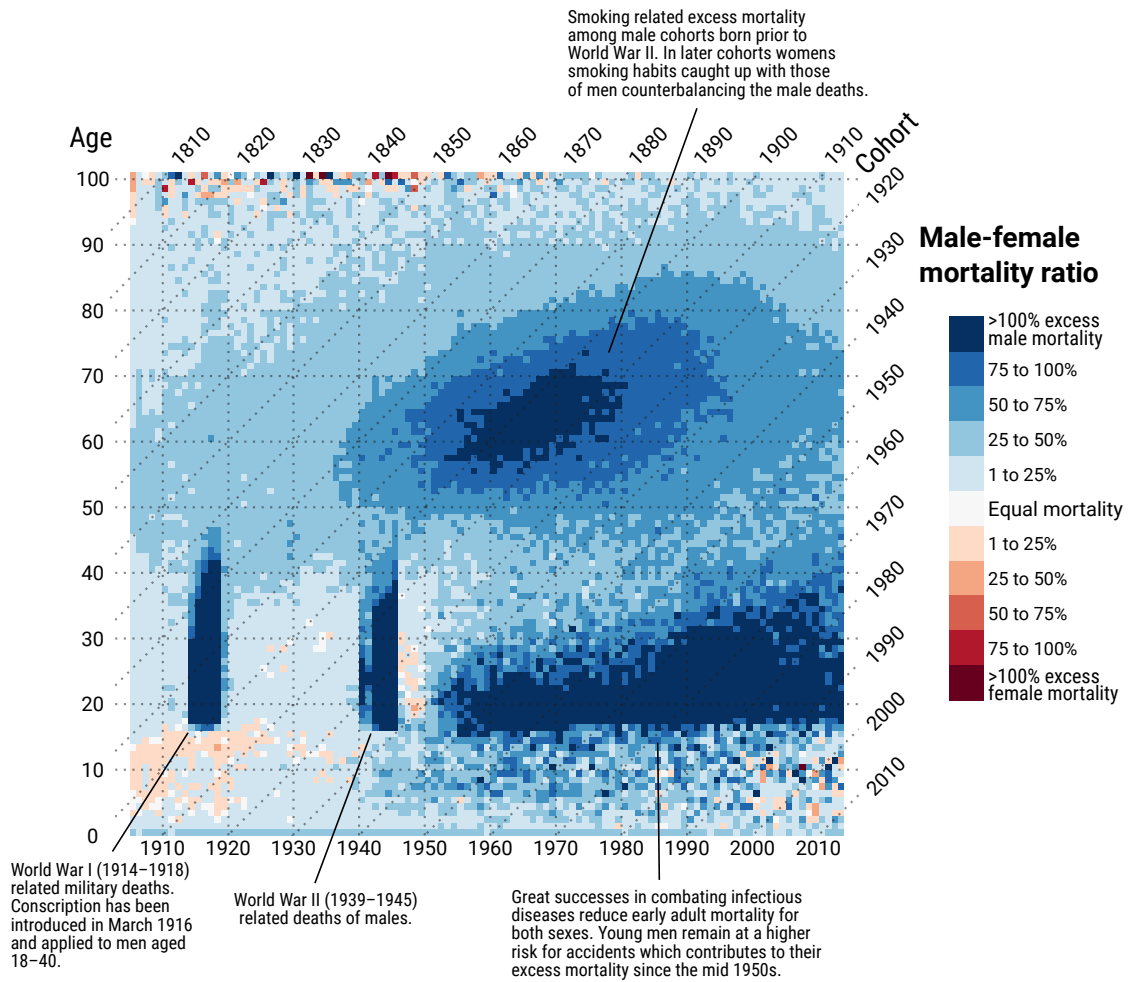 Smoking related excess mortality
among male cohorts born prior to
World War II. In later cohorts womens
smoking habits caught up with those
of men counterbalancing the male deaths.
Age
1810
1820
1830
1840
1850
1860
1870
1880
1890
1900
1910
Cohort
1920
1930
1940
1950
1960
1970
1980
1990
2000
2010
100
90
80
70
60
50
40
30
20
10
0
1910
1920
1930
1940
1950
1960
1970
1980
1990
2000
2010
Male-female
mortality ratio
>100% excess
male mortality
75 to 100%
50 to 75%
25 to 50%
1 to 25%
Equal mortality
1 to 25%
25 to 50%
50 to 75%
75 to 100%
>100% excess
female mortality
World War I (1914–1918)
related military deaths.
Conscription has been
introduced in March 1916
and applied to men aged
18–40.
World War II (1939–1945)
related deaths of males.
Great successes in combating infectious
diseases reduce early adult mortality for
both sexes. Young men remain at a higher
risk for accidents which contributes to their
excess mortality since the mid 1950s.